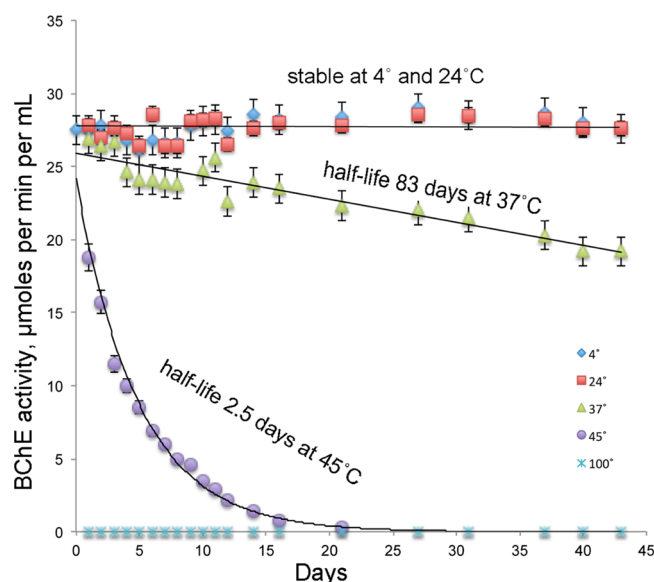 35
30
25
20
15
10
5
0
BChE activity, µmoles per min per mL
stable at 4˚ and 24˚C
half-life 83 days at 37˚C
half-life 2.5 days at 45˚C
4˚
24˚
37˚
45˚
100˚
0 5 10 15 20 25 30 35 40 45
Days